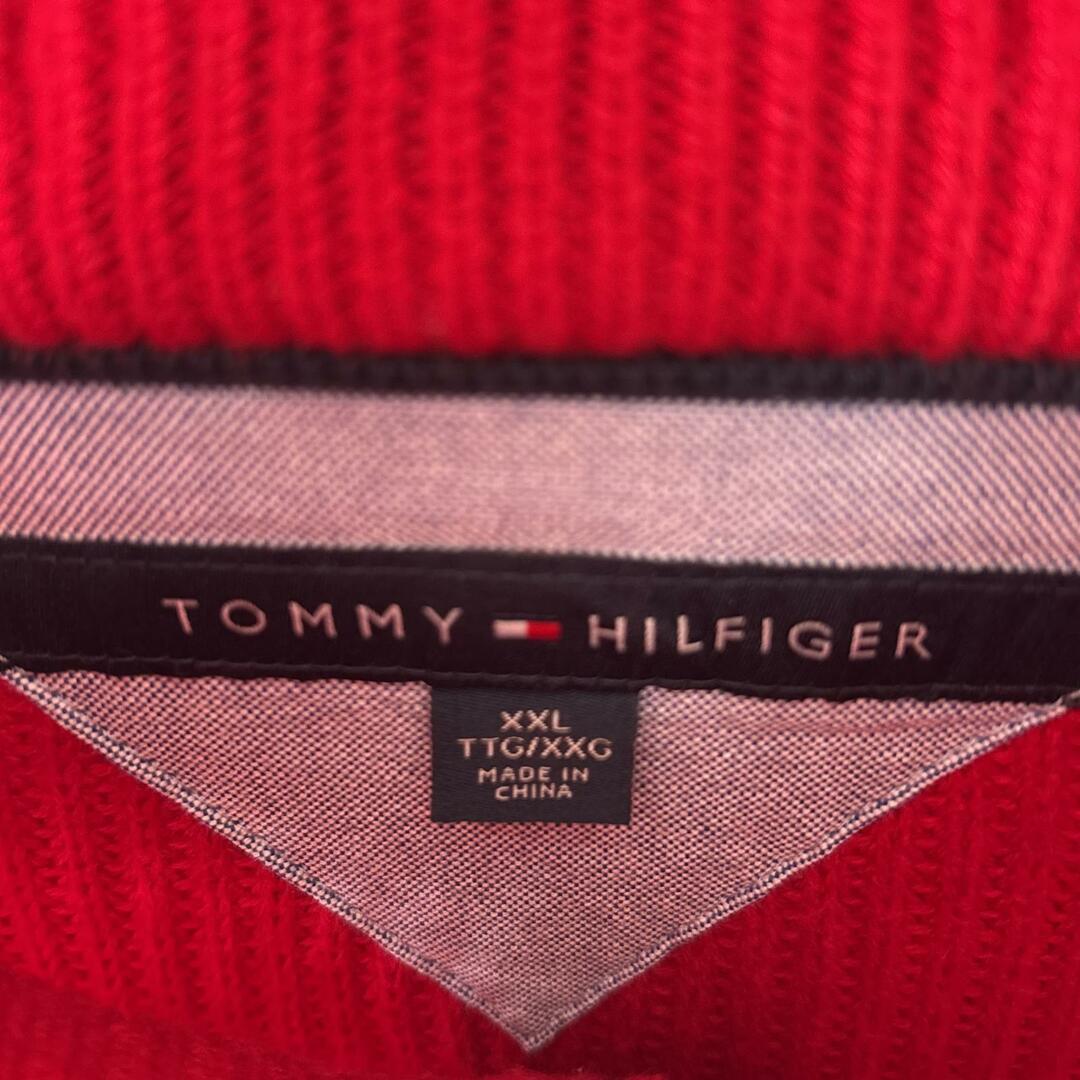 TOMMY HILFIGER
XXL
TTG/XXG
MADE IN
CHINA